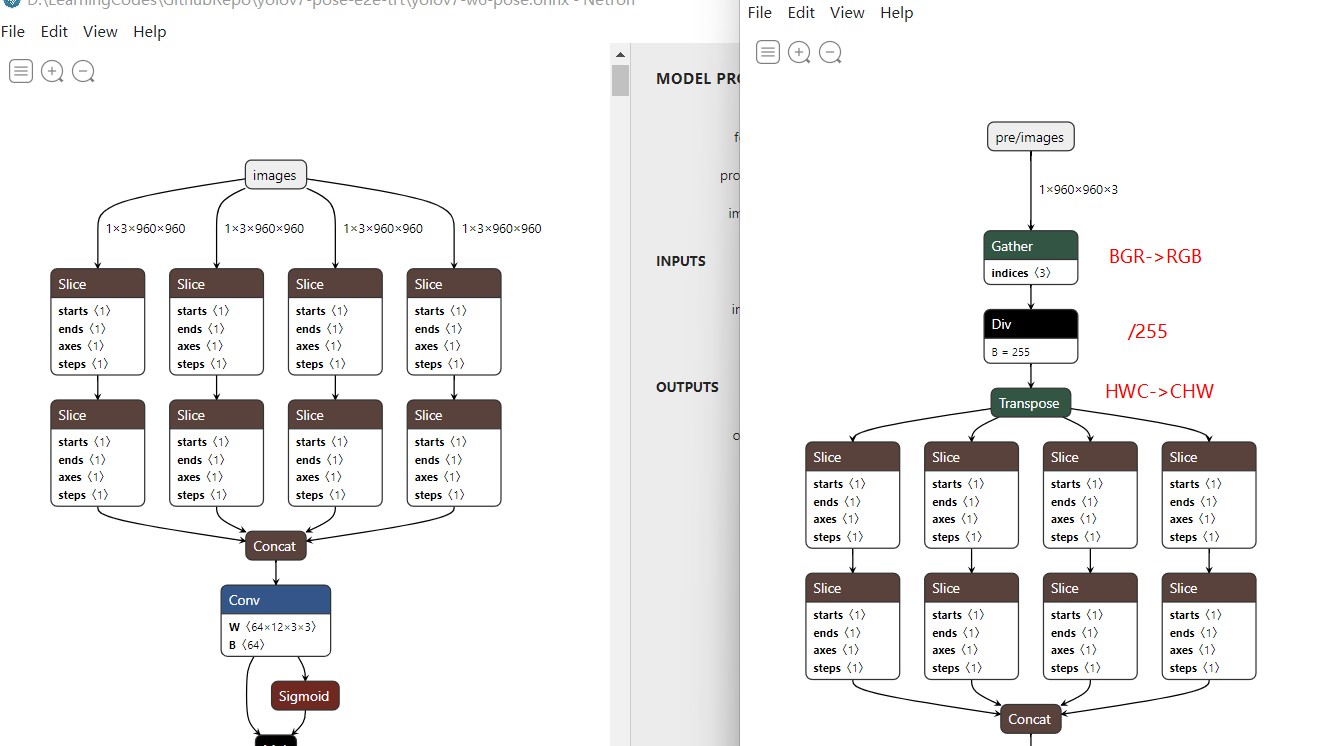 D:\LearningCodes\GithubRepo\yolov7-pose-e2e-trt\yolov7-w6-pose.onnx - Netron
File Edit View Help
images
1×3×960×960 1×3×960×960 1×3×960×960 1×3×960×960
Slice Slice Slice Slice
starts 〈1〉 starts 〈1〉 starts 〈1〉 starts 〈1〉
ends 〈1〉 ends 〈1〉 ends 〈1〉 ends 〈1〉
axes 〈1〉 axes 〈1〉 axes 〈1〉 axes 〈1〉
steps 〈1〉 steps 〈1〉 steps 〈1〉 steps 〈1〉
Slice Slice Slice Slice
starts 〈1〉 starts 〈1〉 starts 〈1〉 starts 〈1〉
ends 〈1〉 ends 〈1〉 ends 〈1〉 ends 〈1〉
axes 〈1〉 axes 〈1〉 axes 〈1〉 axes 〈1〉
steps 〈1〉 steps 〈1〉 steps 〈1〉 steps 〈1〉
Concat
Conv
W 〈64×12×3×3〉
B 〈64〉
Sigmoid
MODEL PRO
pro
INPUTS
OUTPUTS
File Edit View Help
pre/images
1×960×960×3
Gather
indices 〈3〉
BGR->RGB
Div
B = 255
/255
HWC->CHW
Transpose
Slice Slice Slice Slice
starts 〈1〉 starts 〈1〉 starts 〈1〉 starts 〈1〉
ends 〈1〉 ends 〈1〉 ends 〈1〉 ends 〈1〉
axes 〈1〉 axes 〈1〉 axes 〈1〉 axes 〈1〉
steps 〈1〉 steps 〈1〉 steps 〈1〉 steps 〈1〉
Slice Slice Slice Slice
starts 〈1〉 starts 〈1〉 starts 〈1〉 starts 〈1〉
ends 〈1〉 ends 〈1〉 ends 〈1〉 ends 〈1〉
axes 〈1〉 axes 〈1〉 axes 〈1〉 axes 〈1〉
steps 〈1〉 steps 〈1〉 steps 〈1〉 steps 〈1〉
Concat